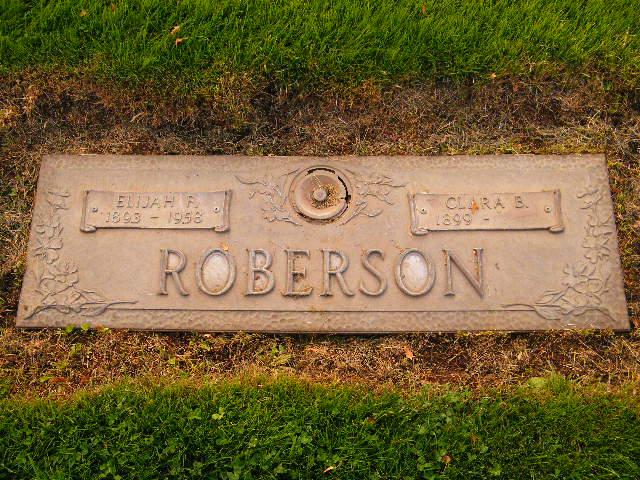 ELIJAH F.
1893 - 1958
CLARA B.
1899 -
ROBERSON